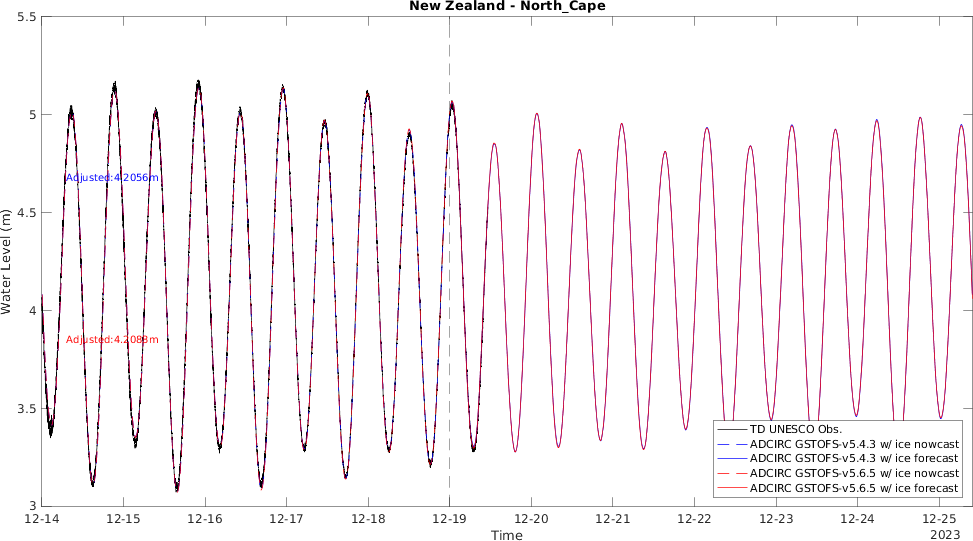 New Zealand - North_Cape
5.5
5
4.5
4
3.5
3
Water Level (m)
Adjusted:4.2056m
Adjusted:4.2083m
TD UNESCO Obs.
ADCIRC GSTOFS-v5.4.3 w/ ice nowcast
ADCIRC GSTOFS-v5.4.3 w/ ice forecast
ADCIRC GSTOFS-v5.6.5 w/ ice nowcast
ADCIRC GSTOFS-v5.6.5 w/ ice forecast
12-14 12-15 12-16 12-17 12-18 12-19 12-20 12-21 12-22 12-23 12-24 12-25
Time
2023